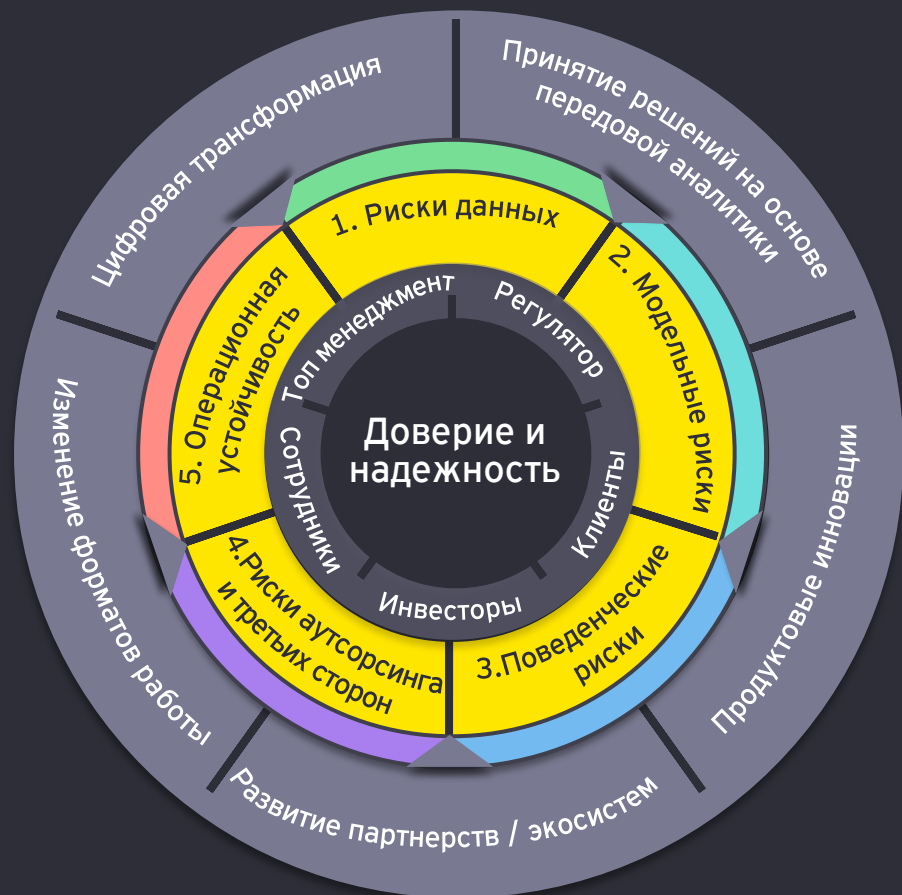 Цифровая трансформация
Принятие решений на основе
передовой аналитики
Продуктовые инновации
Развитие партнерств / экосистем
Изменение форматов работы
1. Риски данных
2. Модельные риски
3.Поведенческие
риски
4.Риски аутсорсинга
и третьих сторон
5. Операционная
устойчивость
Топ менеджмент
Регулятор
Клиенты
Инвесторы
Сотрудники
Доверие и
надежность